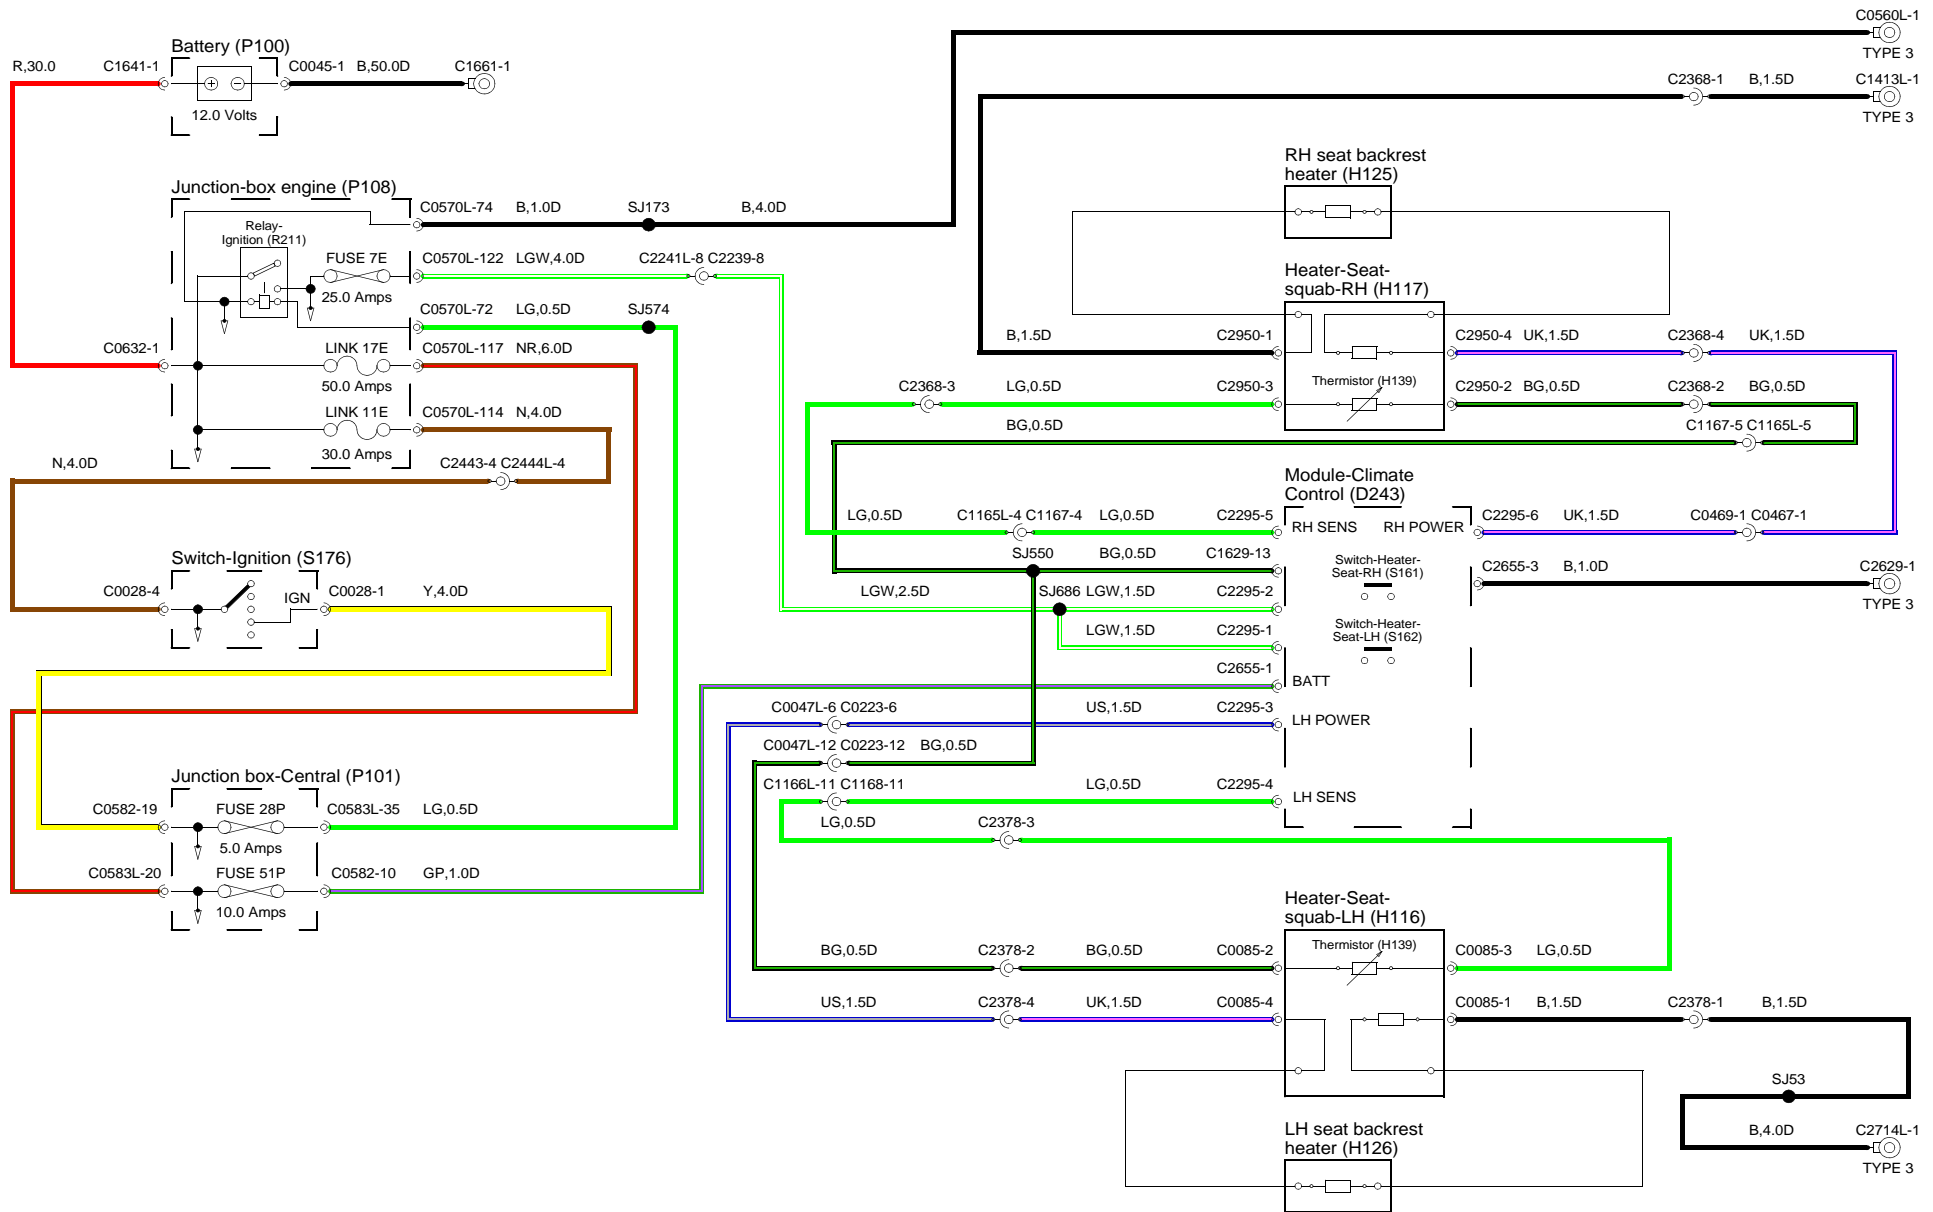 C0560L-1
TYPE 3
Battery (P100)
R,30.0 C1641-1 C0045-1 B,50.0D C1661-1
12.0 Volts
C2368-1 B,1.5D C1413L-1
TYPE 3
RH seat backrest
heater (H125)
Junction-box engine (P108)
C0570L-74 B,1.0D SJ173 B,4.0D
Relay-
Ignition (R211)
FUSE 7E C0570L-122 LGW,4.0D C2241L-8 C2239-8
25.0 Amps
C0570L-72 LG,0.5D SJ574
C0632-1 LINK 17E C0570L-117 NR,6.0D
50.0 Amps
LINK 11E C0570L-114 N,4.0D
30.0 Amps
N,4.0D C2443-4 C2444L-4
Heater-Seat-
squab-RH (H117)
B,1.5D C2950-1 C2950-4 UK,1.5D C2368-4 UK,1.5D
C2368-3 LG,0.5D C2950-3 Thermistor (H139) C2950-2 BG,0.5D C2368-2 BG,0.5D
BG,0.5D C1167-5 C1165L-5
Module-Climate
Control (D243)
LG,0.5D C1165L-4 C1167-4 LG,0.5D C2295-5 RH SENS RH POWER C2295-6 UK,1.5D C0469-1 C0467-1
SJ550 BG,0.5D C1629-13 Switch-Heater-
Seat-RH (S161) C2655-3 B,1.0D C2629-1
TYPE 3
LGW,2.5D SJ686 LGW,1.5D C2295-2
LGW,1.5D C2295-1 Switch-Heater-
Seat-LH (S162)
C2655-1 BATT
Switch-Ignition (S176)
C0028-4 IGN C0028-1 Y,4.0D
C0047L-6 C0223-6 US,1.5D C2295-3 LH POWER
C0047L-12 C0223-12 BG,0.5D
C1166L-11 C1168-11 LG,0.5D C2295-4 LH SENS
LG,0.5D C2378-3
Junction box-Central (P101)
C0582-19 FUSE 28P C0583L-35 LG,0.5D
5.0 Amps
C0583L-20 FUSE 51P C0582-10 GP,1.0D
10.0 Amps
Heater-Seat-
squab-LH (H116)
BG,0.5D C2378-2 BG,0.5D C0085-2 Thermistor (H139) C0085-3 LG,0.5D
US,1.5D C2378-4 UK,1.5D C0085-4 C0085-1 B,1.5D C2378-1 B,1.5D
SJ53
B,4.0D C2714L-1
TYPE 3
LH seat backrest
heater (H126)